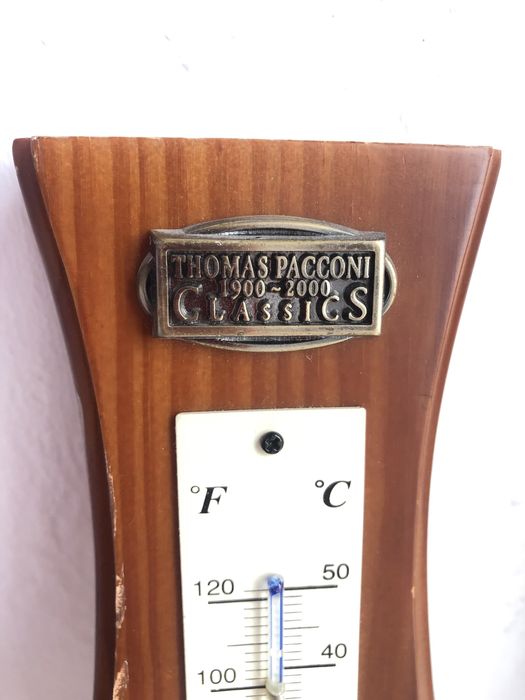 THOMAS PACCONI
1900~2000
CLASSICS
°F °C
120 50
40
100